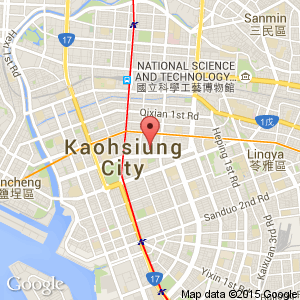 Sanmin
三民區
Hexi 1st Rd
17
NATIONAL SCIENCE
AND TECHNOLOGY...
國立科學工藝博物館
Qixian 1st Rd
1戊
Kaohsiung
City
Heping 1st Rd
Lingya
苓雅區
ncheng
鹽埕區
Sanduo 2nd Rd
Kaixuan 3rd
17
Yixin 1st Rd
Google
Map data ©2015 Google